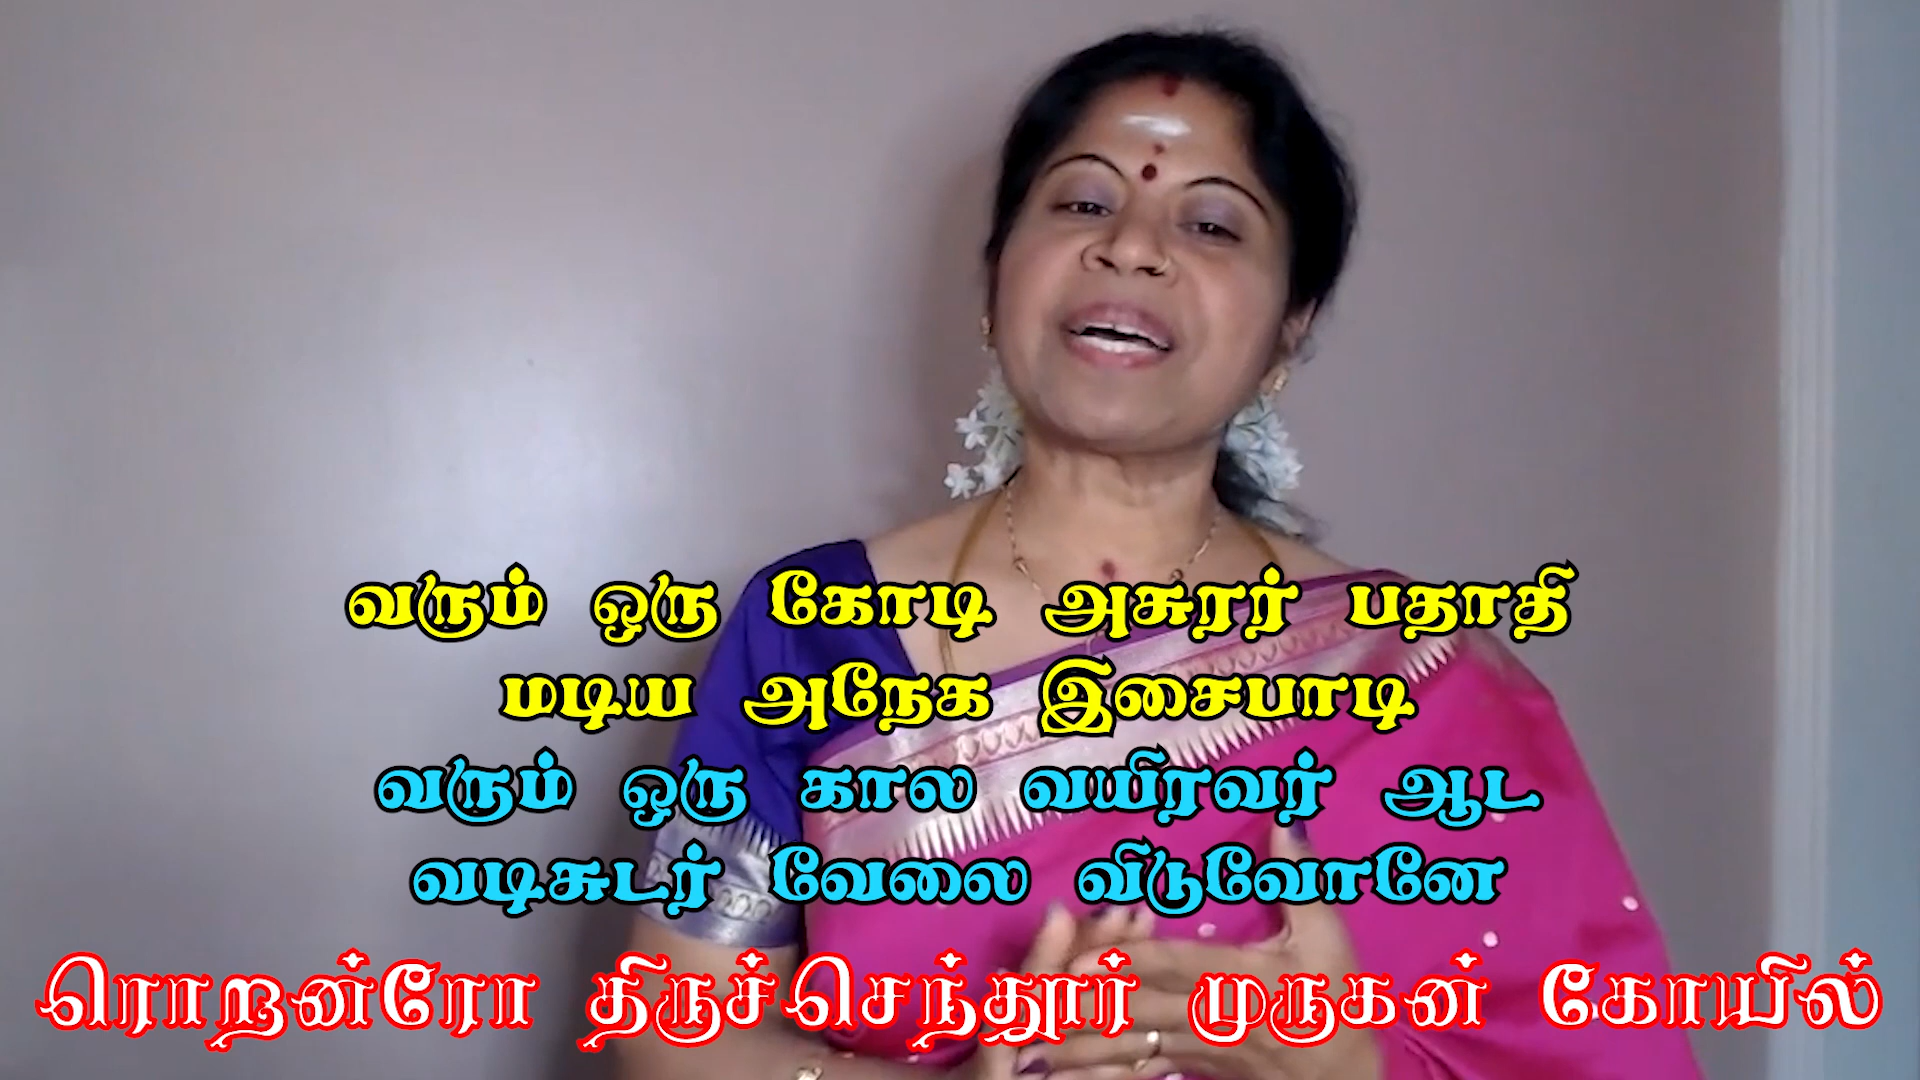 வரும் ஒரு கோடி அசுரர் பதாதி
மடிய அநேக இசைபாடி
வரும் ஒரு கால வயிரவர் ஆட
வடிசுடர் வேலை விடுவோனே
ரொறன்ரோ திருச்செந்தூர் முருகன் கோயில்